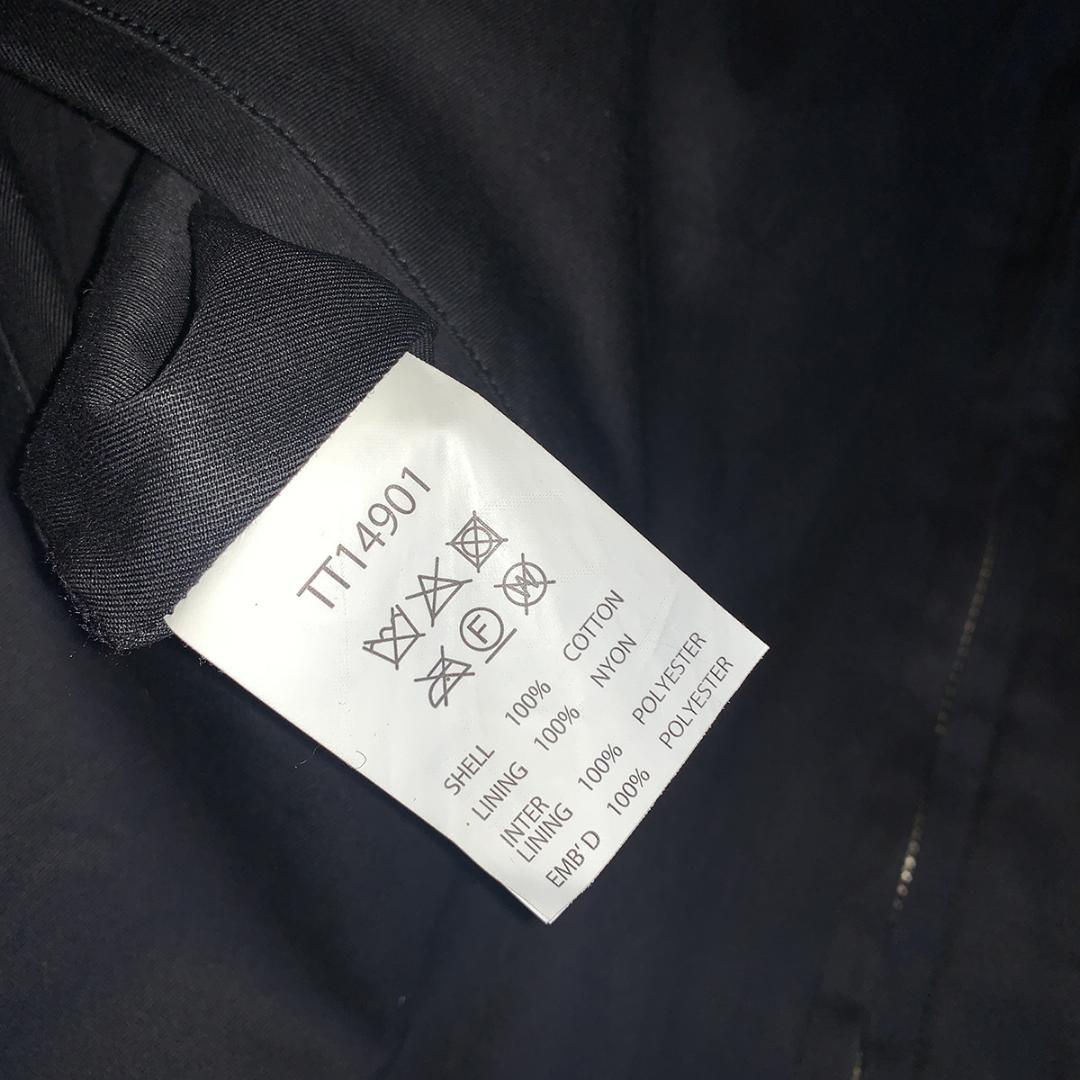 TT14901
F W
SHELL 100% COTTON
LINING 100% NYON
INTER
LINING 100% POLYESTER
EMB'D 100% POLYESTER